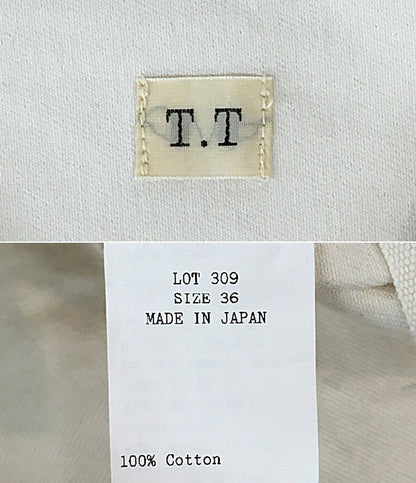 T.T
LOT 309
SIZE 36
MADE IN JAPAN
100% Cotton